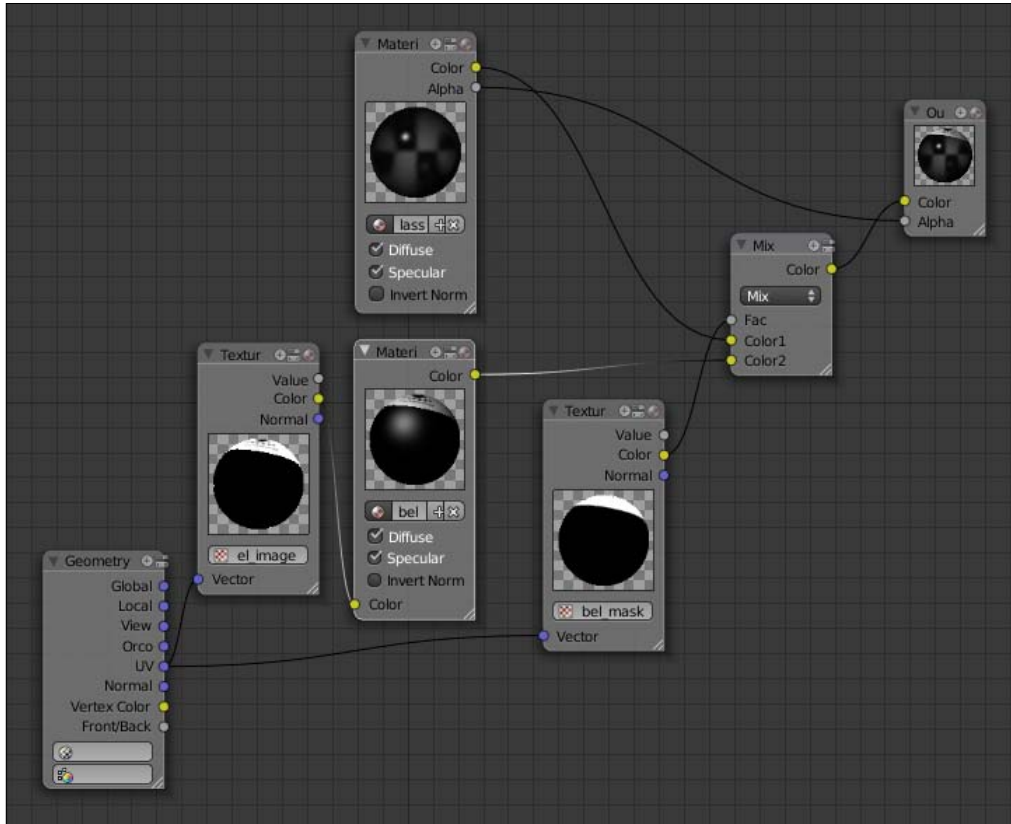 Materi
Color
Alpha
lass
Diffuse
Specular
Invert Norm
Ou
Color
Alpha
Mix
Color
Mix
Fac
Color1
Color2
Textur
Value
Color
Normal
el_image
Vector
Materi
Color
bel
Diffuse
Specular
Invert Norm
Color
Textur
Value
Color
Normal
bel_mask
Vector
Geometry
Global
Local
View
Orco
UV
Normal
Vertex Color
Front/Back